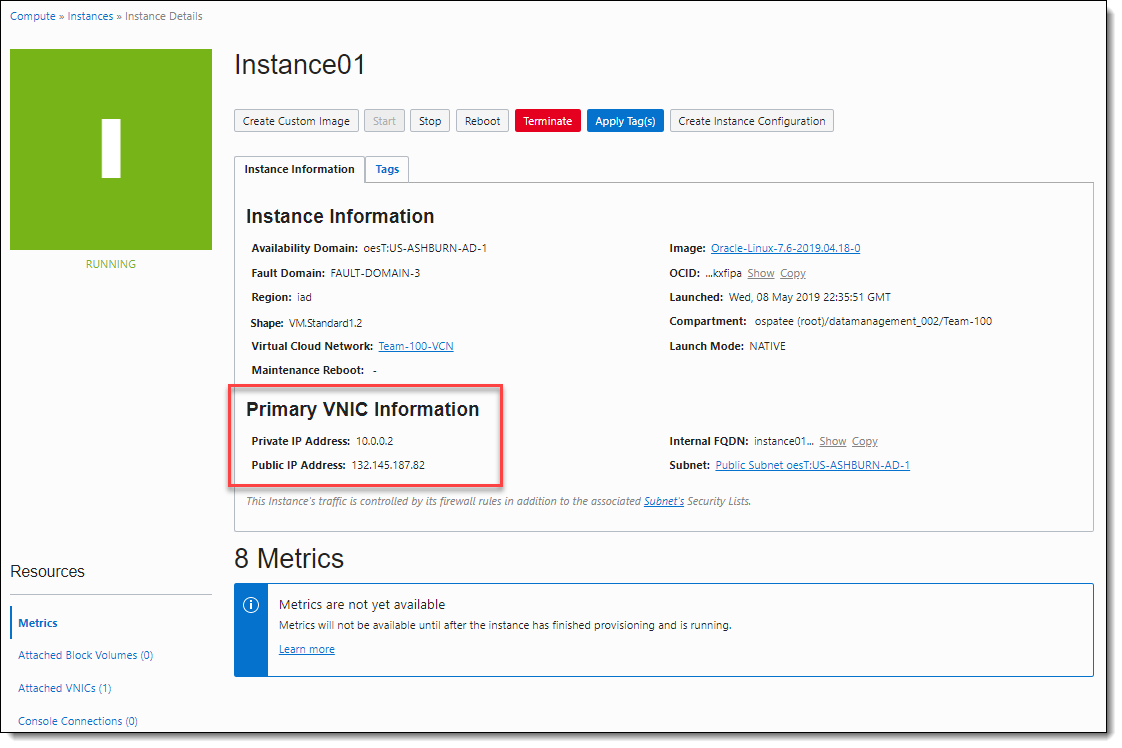 Compute » Instances » Instance Details
Instance01
Create Custom Image Start Stop Reboot Terminate Apply Tag(s) Create Instance Configuration
Instance Information Tags
I
RUNNING
Instance Information
Availability Domain: oesT:US-ASHBURN-AD-1
Fault Domain: FAULT-DOMAIN-3
Region: iad
Shape: VM.Standard1.2
Virtual Cloud Network: Team-100-VCN
Maintenance Reboot: -
Image: Oracle-Linux-7.6-2019.04.18-0
OCID: ...kxfipa Show Copy
Launched: Wed, 08 May 2019 22:35:51 GMT
Compartment: ospatee (root)/datamanagement_002/Team-100
Launch Mode: NATIVE
Primary VNIC Information
Private IP Address: 10.0.0.2
Public IP Address: 132.145.187.82
Internal FQDN: instance01... Show Copy
Subnet: Public Subnet oesT:US-ASHBURN-AD-1
This Instance's traffic is controlled by its firewall rules in addition to the associated Subnet's Security Lists.
8 Metrics
Metrics are not yet available
Metrics will not be available until after the instance has finished provisioning and is running.
Learn more
Resources
Metrics
Attached Block Volumes (0)
Attached VNICs (1)
Console Connections (0)